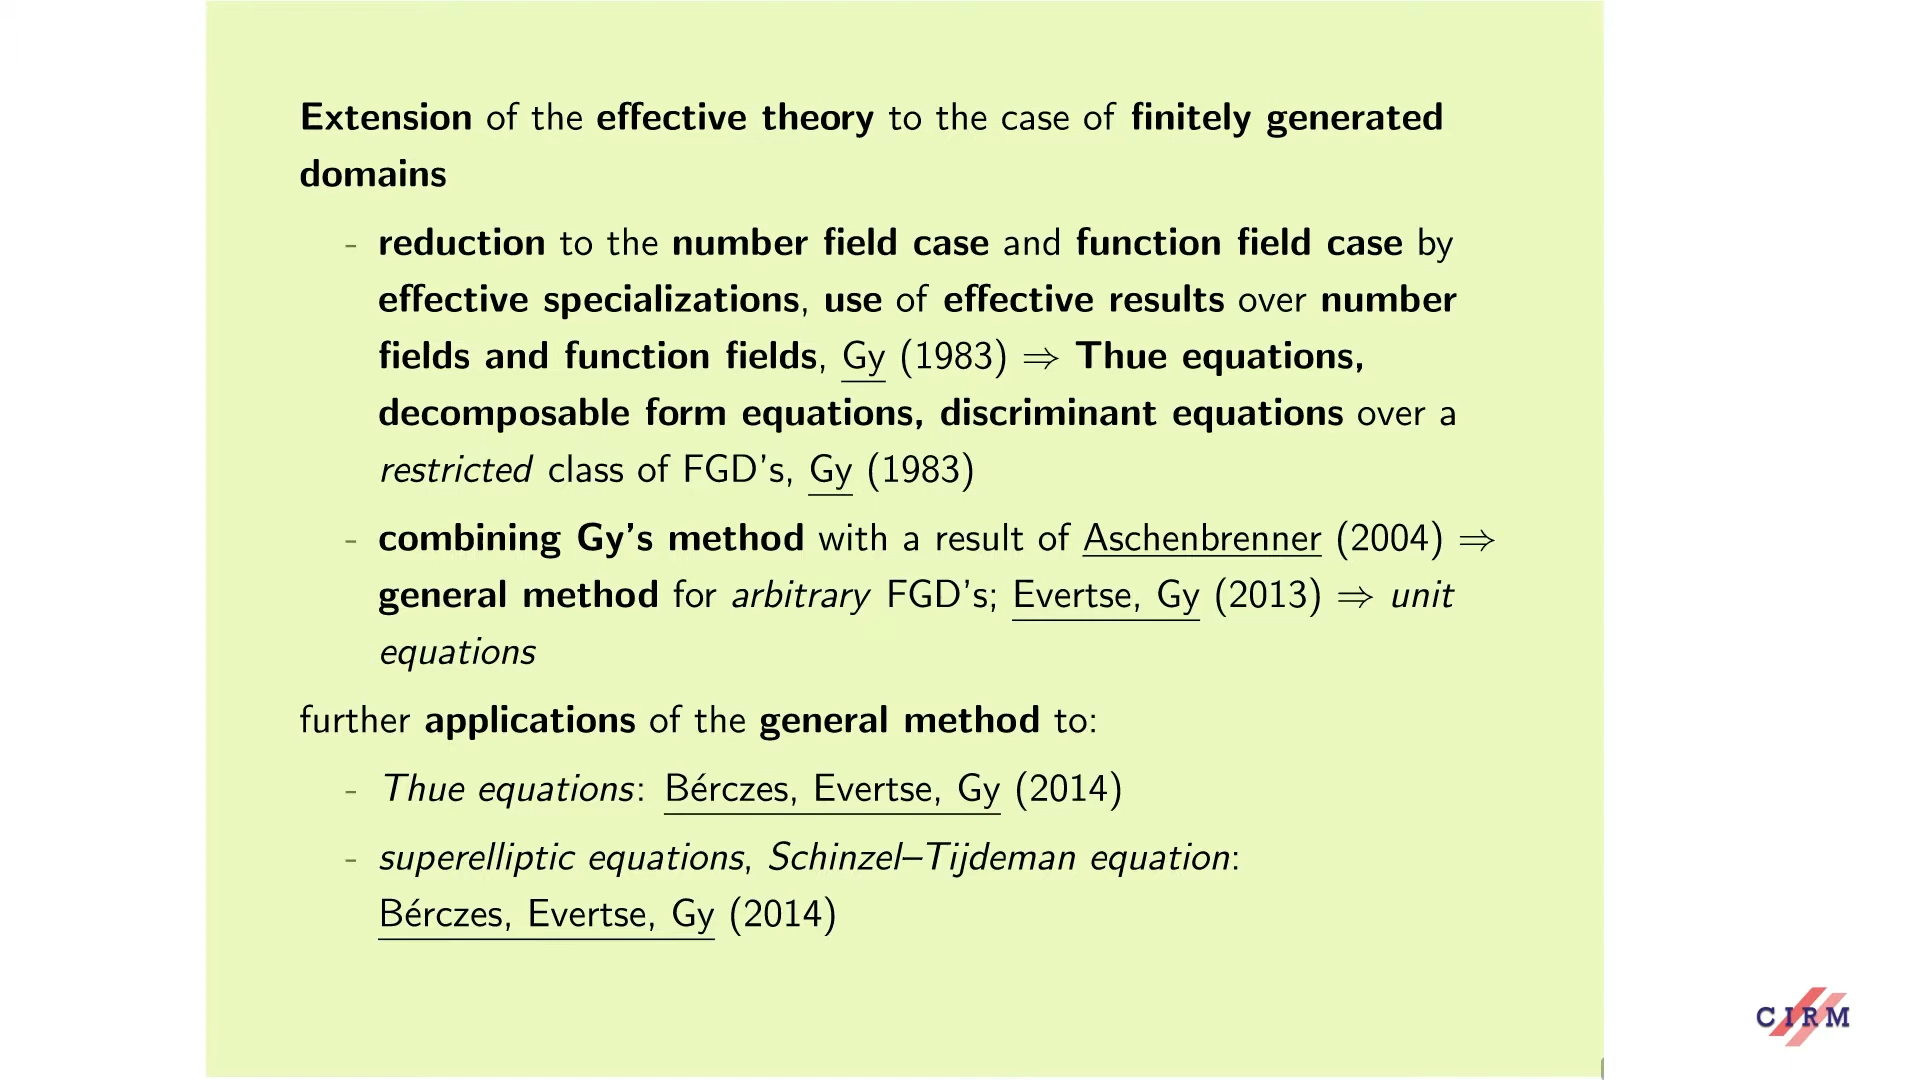 Extension of the effective theory to the case of finitely generated
domains
- reduction to the number field case and function field case by
effective specializations, use of effective results over number
fields and function fields, Gy (1983) ⇒ Thue equations,
decomposable form equations, discriminant equations over a
restricted class of FGD's, Gy (1983)
- combining Gy's method with a result of Aschenbrenner (2004) ⇒
general method for arbitrary FGD's; Evertse, Gy (2013) ⇒ unit
equations
further applications of the general method to:
- Thue equations: Bérczes, Evertse, Gy (2014)
- superelliptic equations, Schinzel–Tijdeman equation:
Bérczes, Evertse, Gy (2014)
CIRM